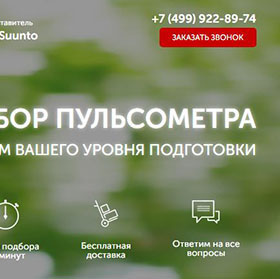 ставитель
Suunto
+7 (499) 922-89-74
ЗАКАЗАТЬ ЗВОНОК
БОР ПУЛЬСОМЕТРА
М ВАШЕГО УРОВНЯ ПОДГОТОВКИ
подбора
минут
Бесплатная
доставка
Ответим на все
вопросы